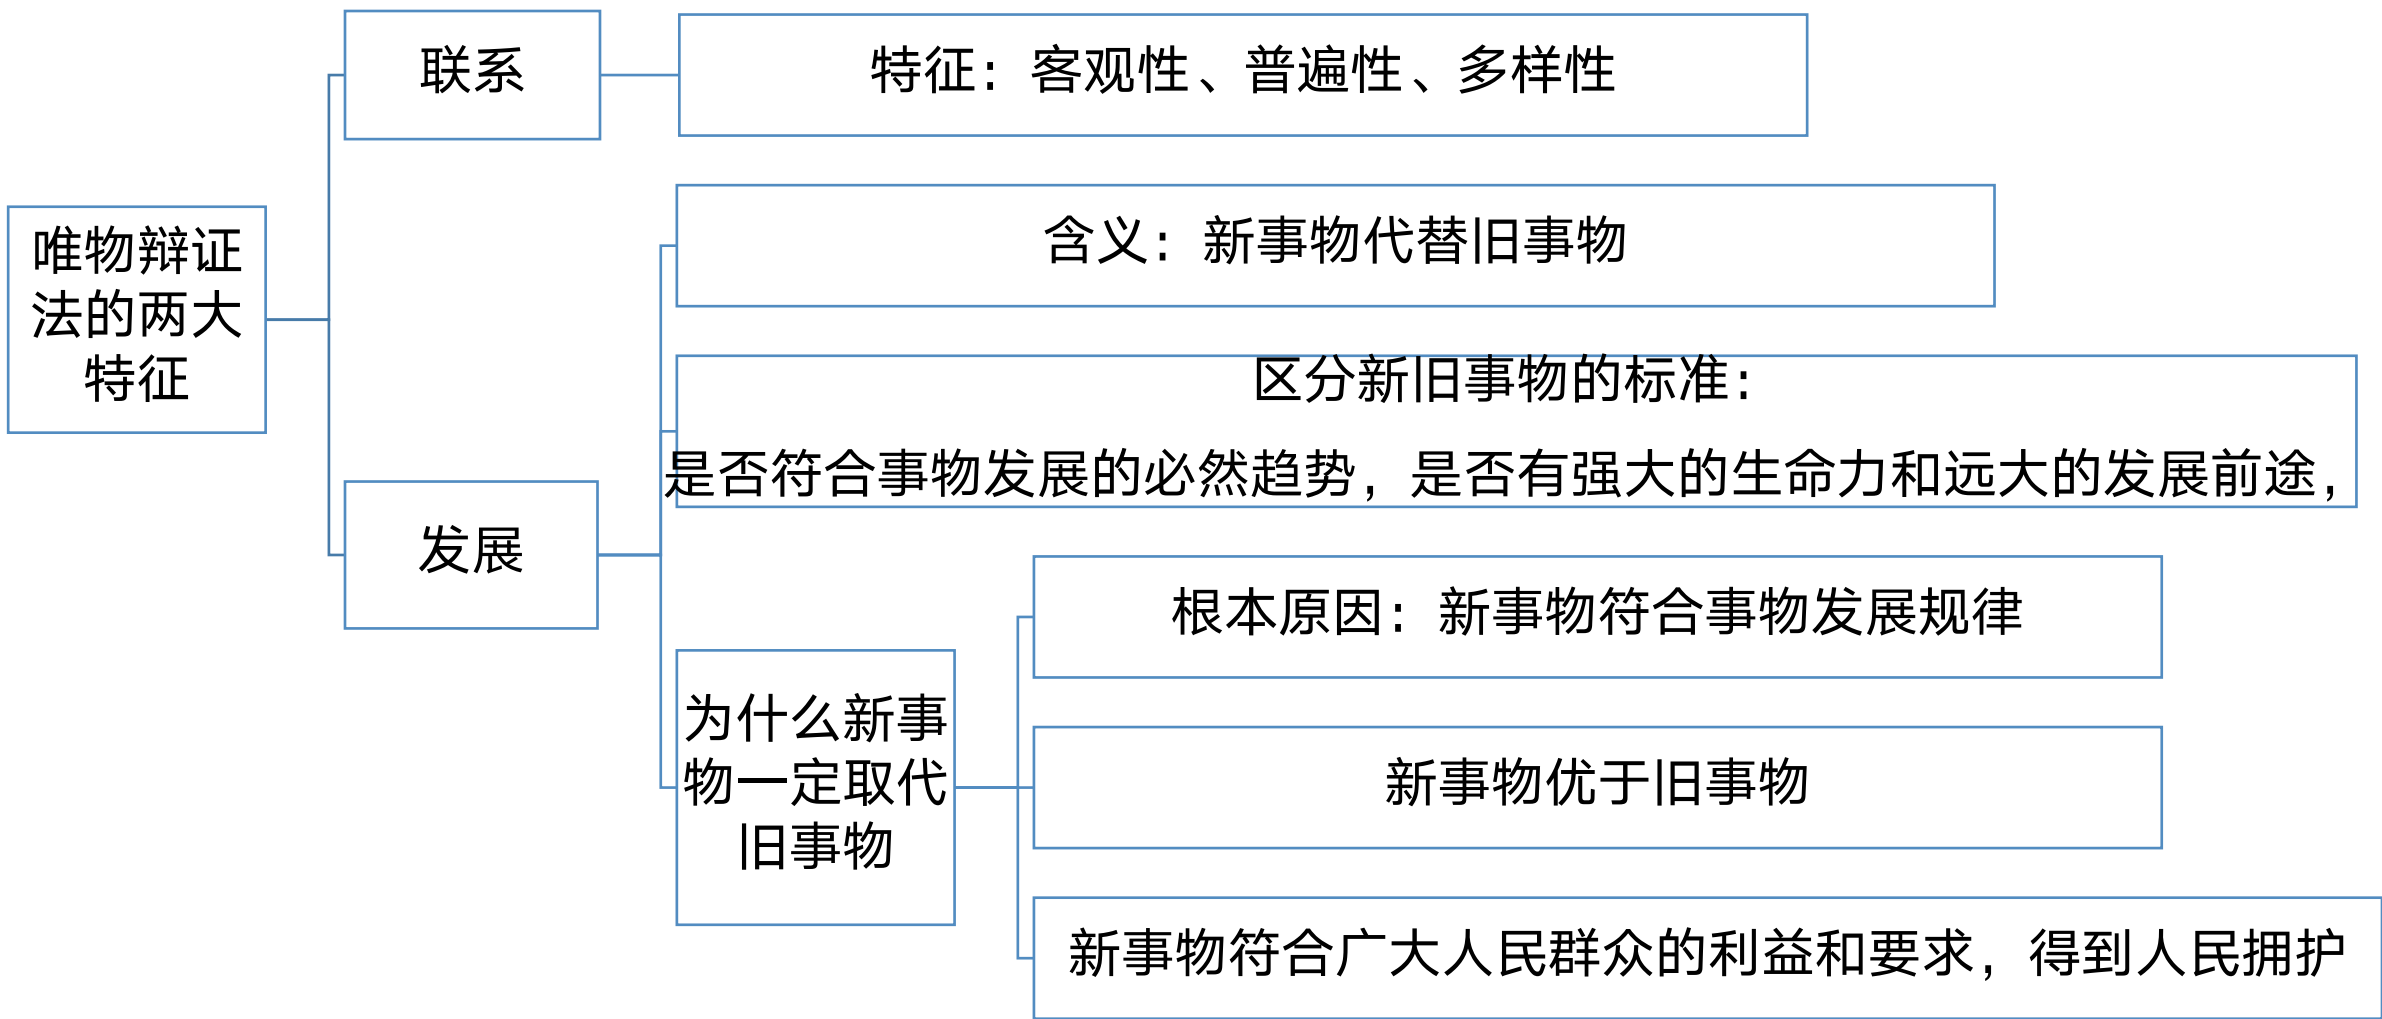 唯物辩证
法的两大
特征
联系
特征：客观性、普遍性、多样性
发展
含义：新事物代替旧事物
区分新旧事物的标准：
是否符合事物发展的必然趋势，是否有强大的生命力和远大的发展前途，
为什么新事
物一定取代
旧事物
根本原因：新事物符合事物发展规律
新事物优于旧事物
新事物符合广大人民群众的利益和要求，得到人民拥护